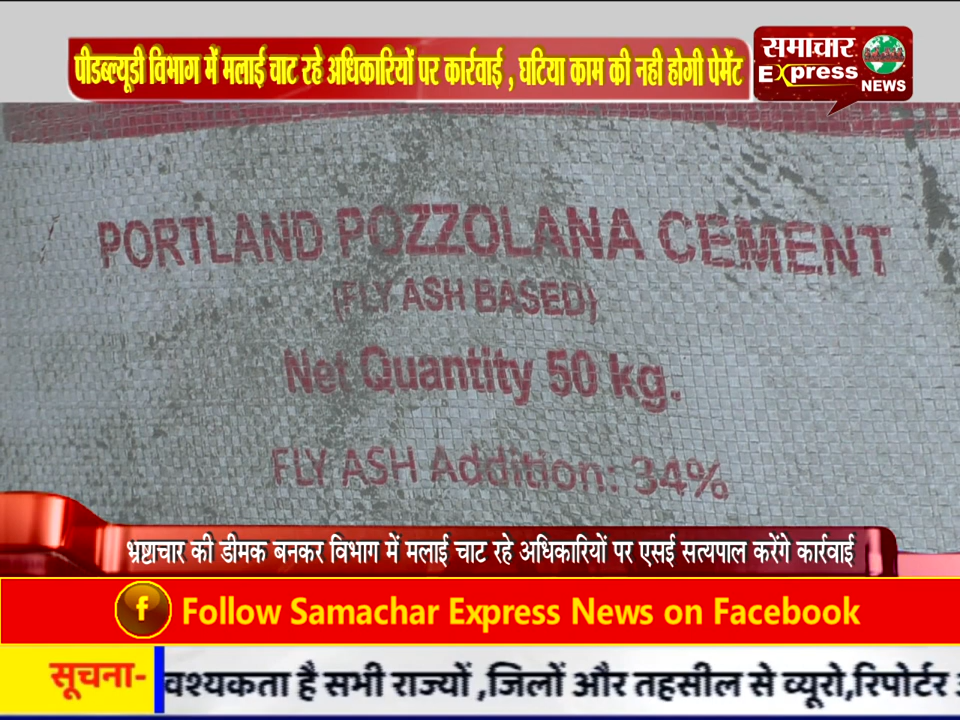 पीडब्ल्यूडी विभाग में मलाई चाट रहे अधिकारियों पर कार्रवाई , घटिया काम की नही होगी पेमेंट
समाचार
Express
NEWS
PORTLAND POZZOLANA CEMENT
(FLY ASH BASED)
Net Quantity 50 kg.
FLY ASH Addition: 34%
भ्रष्टाचार की डीमक बनकर विभाग में मलाई चाट रहे अधिकारियों पर एसई सत्यपाल करेंगे कार्रवाई
f Follow Samachar Express News on Facebook
सूचना- वश्यकता है सभी राज्यों ,जिलों और तहसील से ब्यूरो,रिपोर्टर